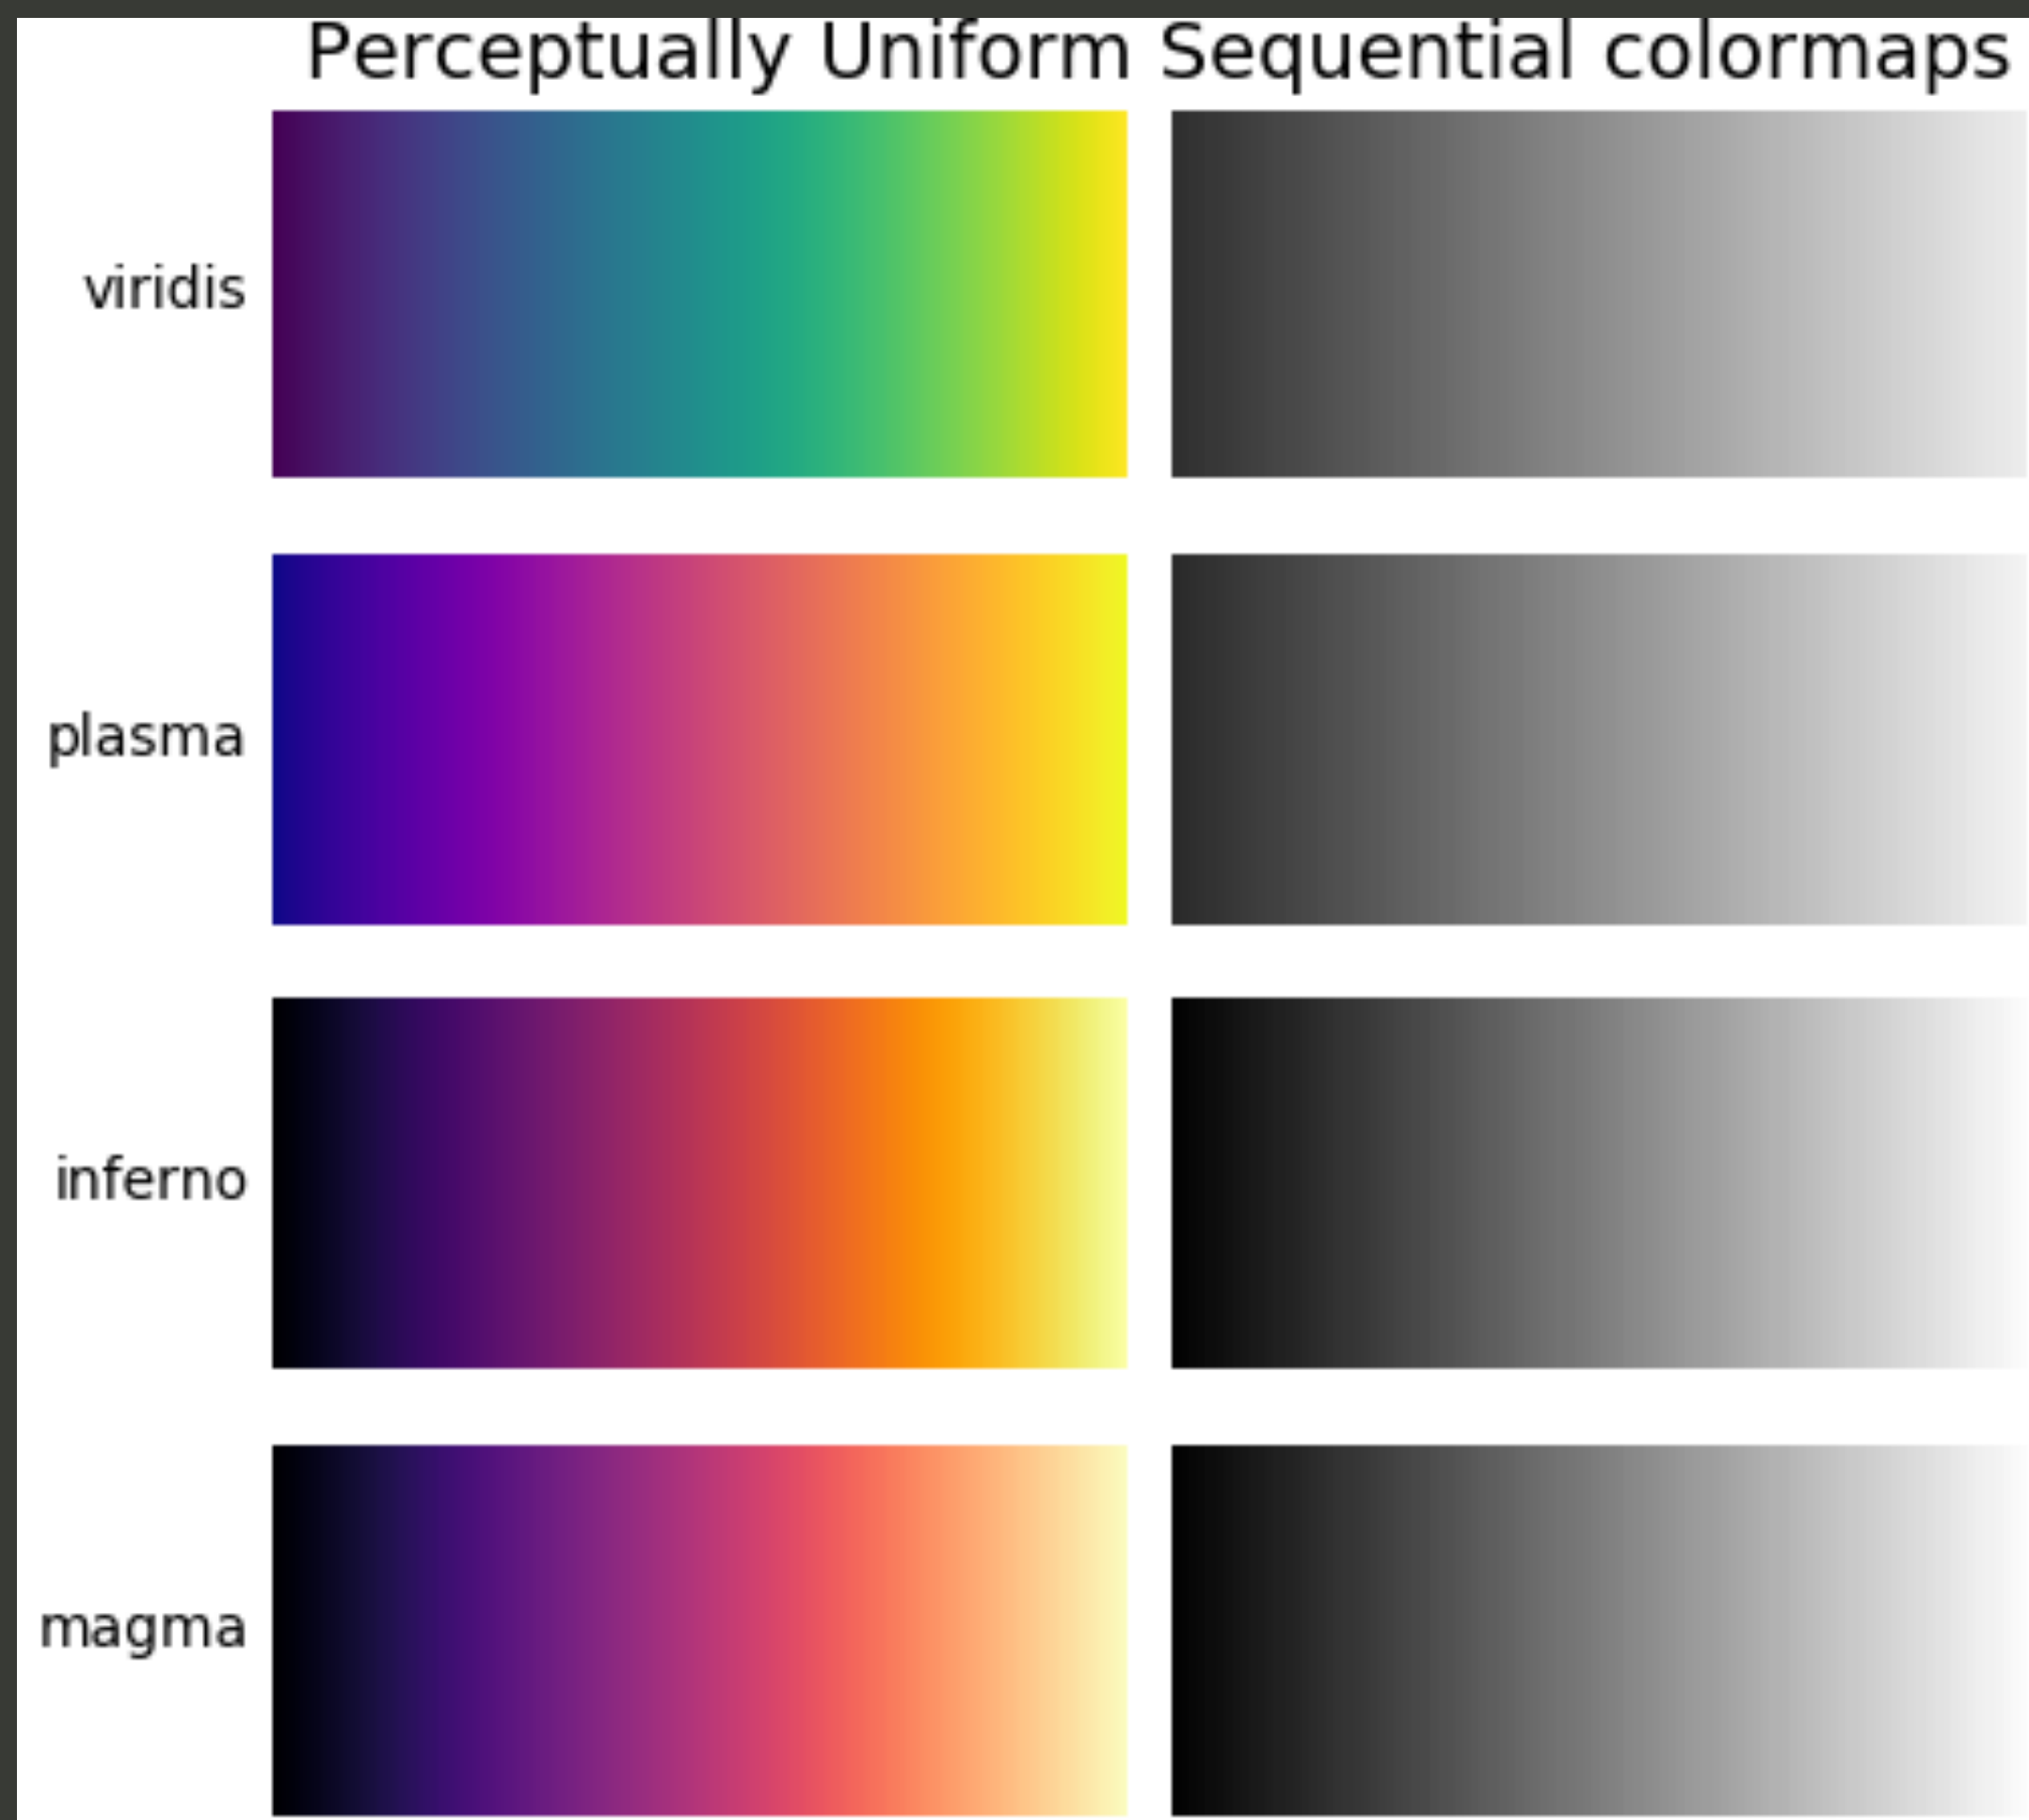 Perceptually Uniform Sequential colormaps
viridis
plasma
inferno
magma